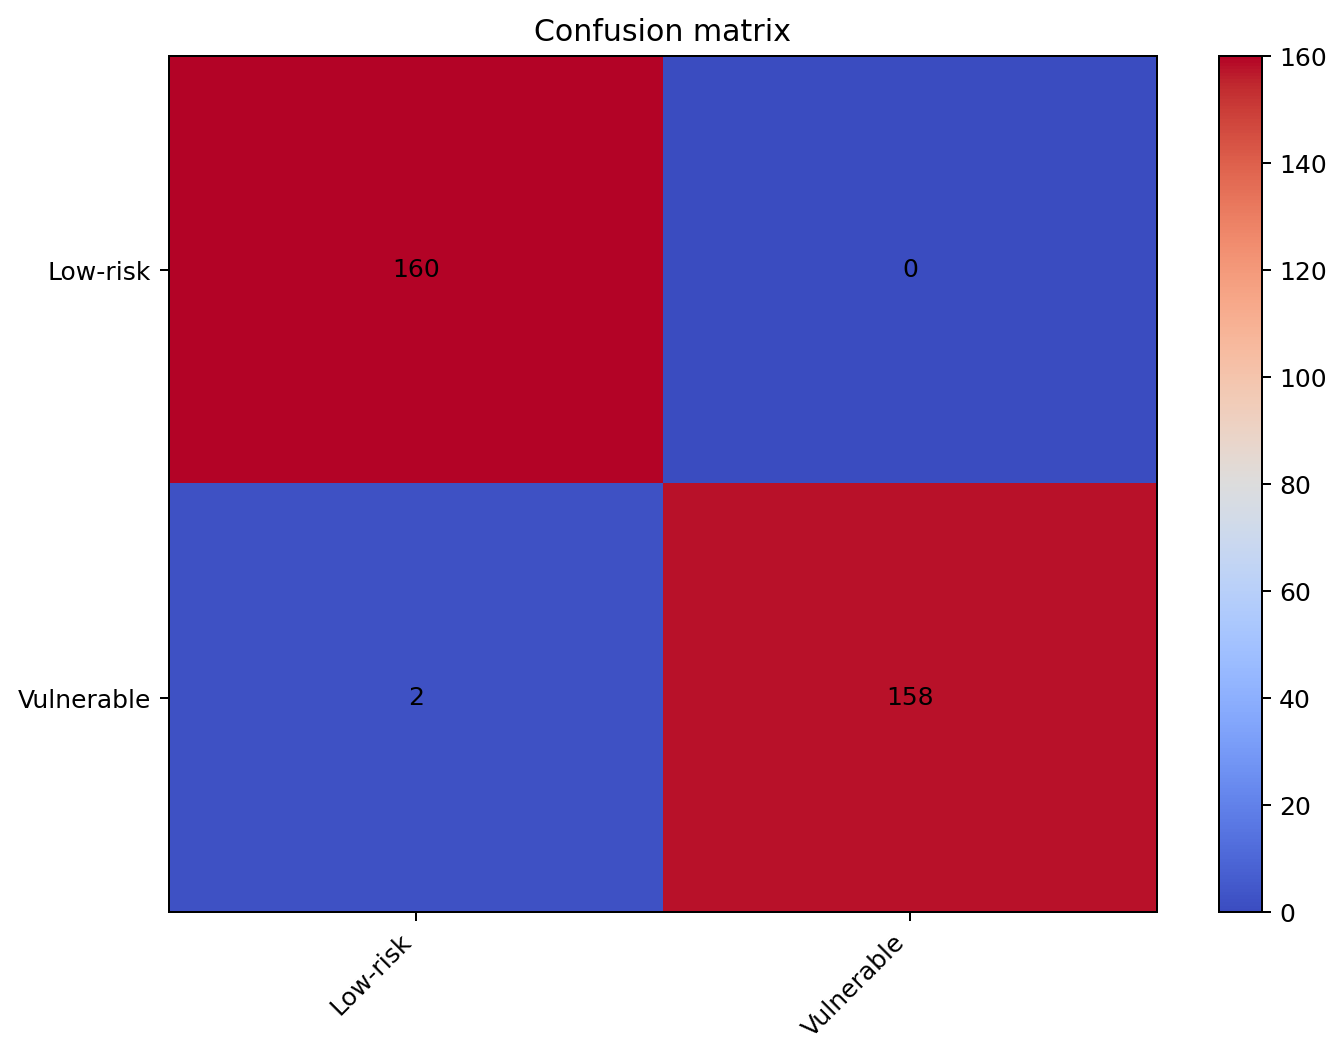 Confusion matrix
Low-risk
160
0
Vulnerable
2
158
Low-risk
Vulnerable
160
140
120
100
80
60
40
20
0